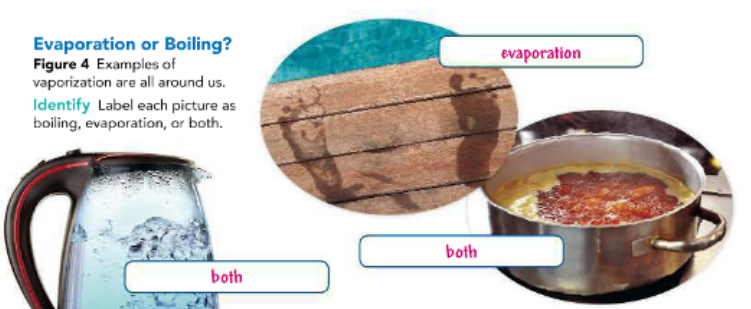 Evaporation or Boiling?
Figure 4 Examples of
vaporization are all around us.
Identify Label each picture as
boiling, evaporation, or both.
evaporation
both
both